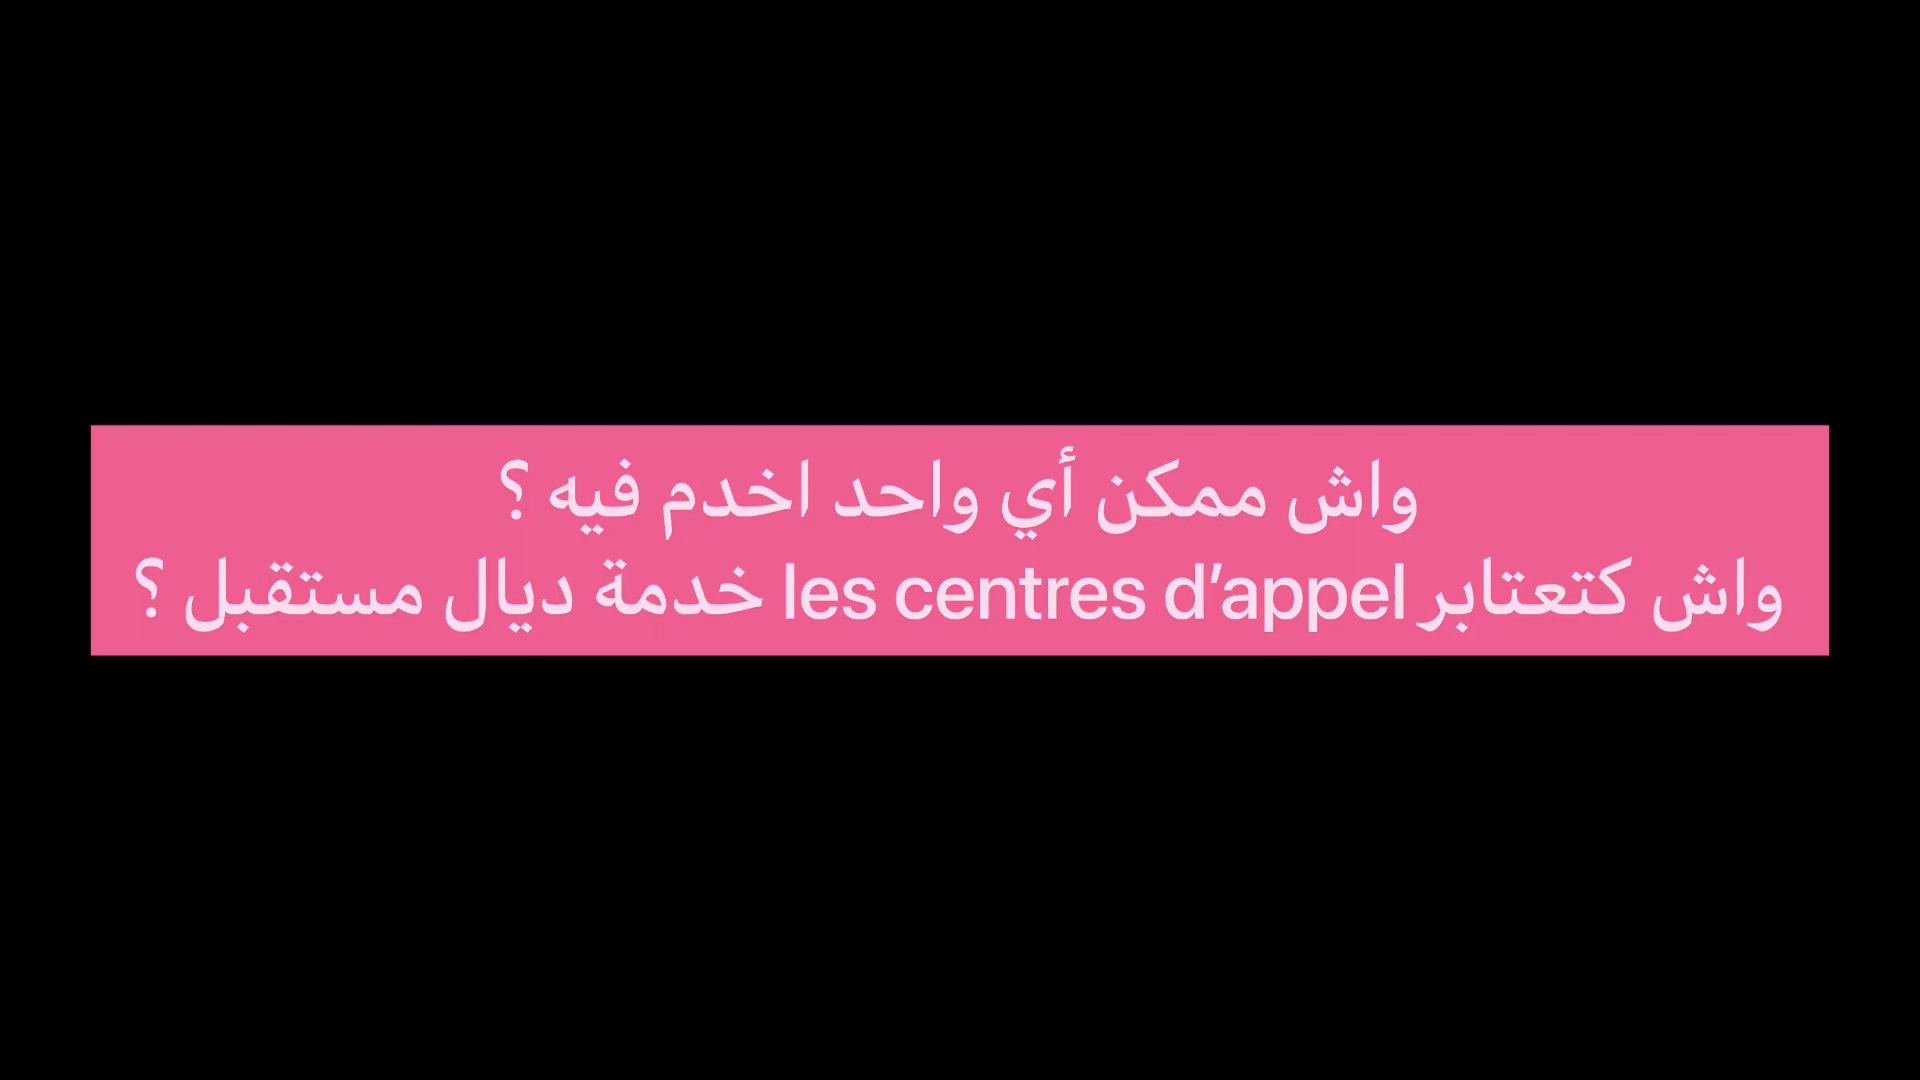 واش ممكن أي واحد اخدم فيه ؟
واش كتعتابر les centres d’appel خدمة ديال مستقبل ؟